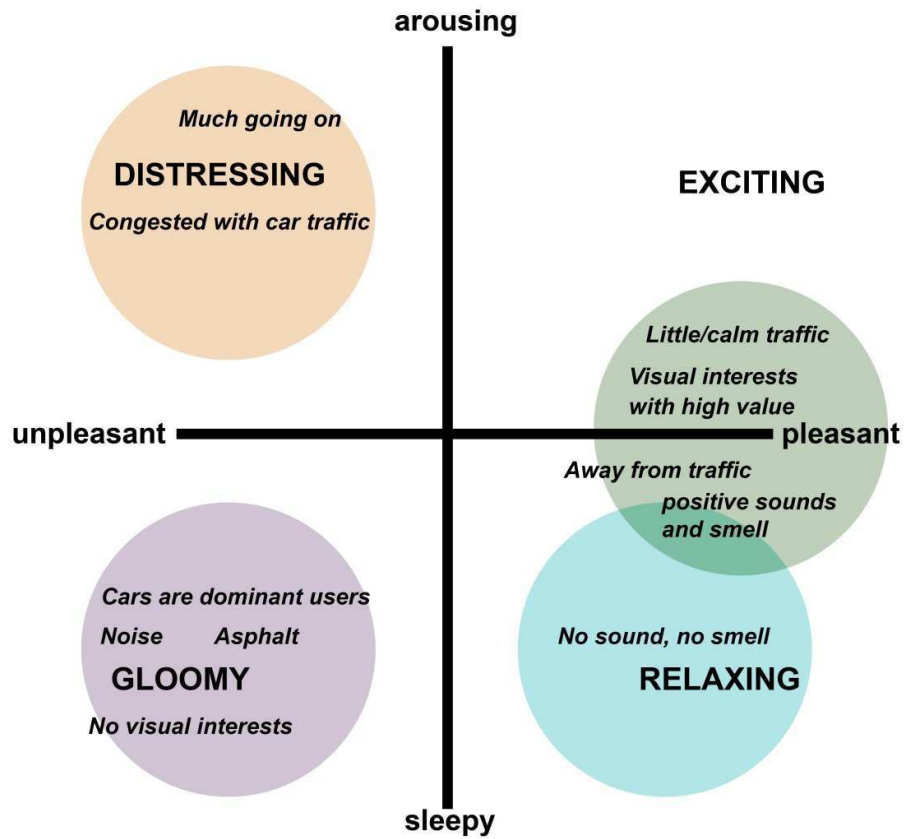 arousing
Much going on
DISTRESSING
EXCITING
Congested with car traffic
Little/calm traffic
Visual interests
with high value
unpleasant
pleasant
Away from traffic
positive sounds
and smell
Cars are dominant users
Noise Asphalt
No sound, no smell
GLOOMY
RELAXING
No visual interests
sleepy